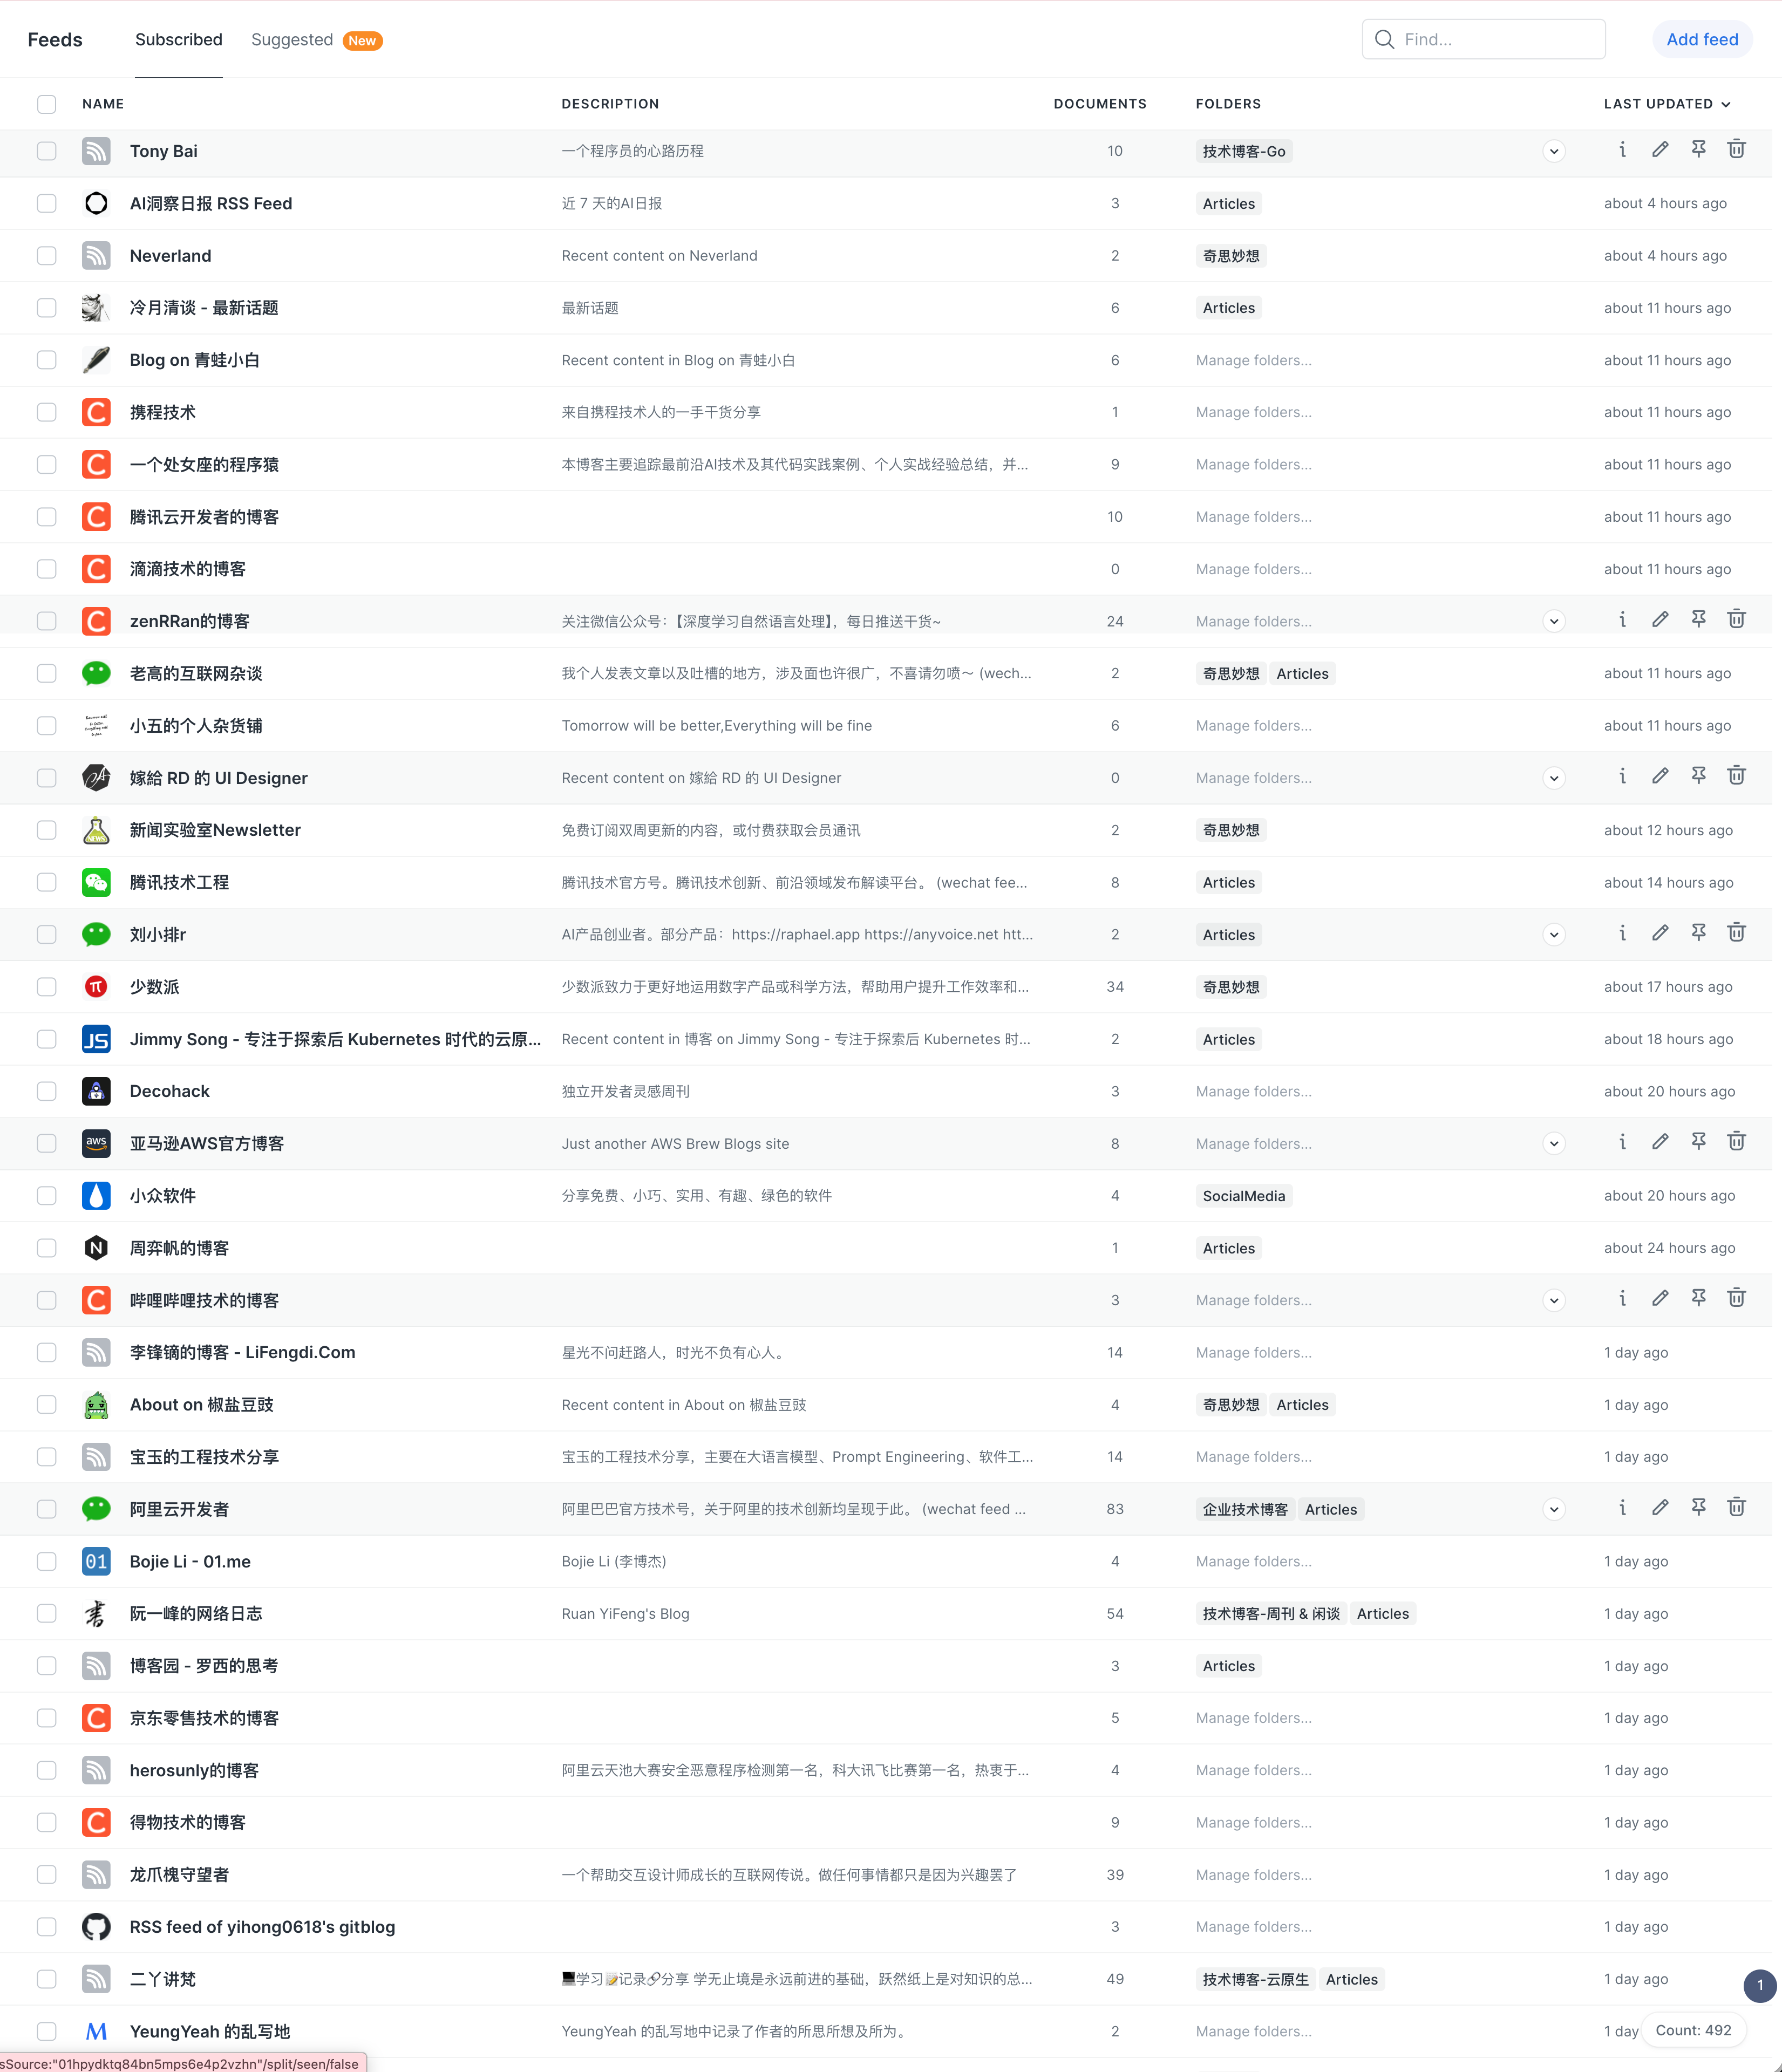 Feeds Subscribed Suggested New Find... Add feed
NAME DESCRIPTION DOCUMENTS FOLDERS LAST UPDATED
Tony Bai 一个程序员的心路历程 10 技术博客-Go
AI洞察日报 RSS Feed 近 7 天的AI日报 3 Articles about 4 hours ago
Neverland Recent content on Neverland 2 奇思妙想 about 4 hours ago
冷月清谈 - 最新话题 最新话题 6 Articles about 11 hours ago
Blog on 青蛙小白 Recent content in Blog on 青蛙小白 6 Manage folders... about 11 hours ago
C 携程技术 来自携程技术人的一手干货分享 1 Manage folders... about 11 hours ago
C 一个处女座的程序猿 本博客主要追踪最前沿AI技术及其代码实践案例、个人实战经验总结，并... 9 Manage folders... about 11 hours ago
C 腾讯云开发者的博客 10 Manage folders... about 11 hours ago
C 滴滴技术的博客 0 Manage folders... about 11 hours ago
C zenRRan的博客 关注微信公众号：【深度学习自然语言处理】，每日推送干货~ 24 Manage folders...
老高的互联网杂谈 我个人发表文章以及吐槽的地方，涉及面也许很广，不喜请勿喷～ (wech... 2 奇思妙想 Articles about 11 hours ago
小五的个人杂货铺 Tomorrow will be better,Everything will be fine 6 Manage folders... about 11 hours ago
嫁給 RD 的 UI Designer Recent content on 嫁給 RD 的 UI Designer 0 Manage folders...
新闻实验室Newsletter 免费订阅双周更新的内容，或付费获取会员通讯 2 奇思妙想 about 12 hours ago
腾讯技术工程 腾讯技术官方号。腾讯技术创新、前沿领域发布解读平台。 (wechat fee... 8 Articles about 14 hours ago
刘小排r AI产品创业者。部分产品：https://raphael.app https://anyvoice.net htt... 2 Articles
π 少数派 少数派致力于更好地运用数字产品或科学方法，帮助用户提升工作效率和... 34 奇思妙想 about 17 hours ago
JS Jimmy Song - 专注于探索后 Kubernetes 时代的云原... Recent content in 博客 on Jimmy Song - 专注于探索后 Kubernetes 时... 2 Articles about 18 hours ago
Decohack 独立开发者灵感周刊 3 Manage folders... about 20 hours ago
aws 亚马逊AWS官方博客 Just another AWS Brew Blogs site 8 Manage folders...
小众软件 分享免费、小巧、实用、有趣、绿色的软件 4 SocialMedia about 20 hours ago
N 周弈帆的博客 1 Articles about 24 hours ago
C 哔哩哔哩技术的博客 3 Manage folders...
李锋镝的博客 - LiFengdi.Com 星光不问赶路人，时光不负有心人。 14 Manage folders... 1 day ago
About on 椒盐豆豉 Recent content in About on 椒盐豆豉 4 奇思妙想 Articles 1 day ago
宝玉的工程技术分享 宝玉的工程技术分享，主要在大语言模型、Prompt Engineering、软件工... 14 Manage folders... 1 day ago
阿里云开发者 阿里巴巴官方技术号，关于阿里的技术创新均呈现于此。 (wechat feed ... 83 企业技术博客 Articles
01 Bojie Li - 01.me Bojie Li (李博杰) 4 Manage folders... 1 day ago
书 阮一峰的网络日志 Ruan YiFeng's Blog 54 技术博客-周刊 & 闲谈 Articles 1 day ago
博客园 - 罗西的思考 3 Articles 1 day ago
C 京东零售技术的博客 5 Manage folders... 1 day ago
herosunly的博客 阿里云天池大赛安全恶意程序检测第一名，科大讯飞比赛第一名，热衷于... 4 Manage folders... 1 day ago
C 得物技术的博客 9 Manage folders... 1 day ago
龙爪槐守望者 一个帮助交互设计师成长的互联网传说。做任何事情都只是因为兴趣罢了 39 Manage folders... 1 day ago
RSS feed of yihong0618's gitblog 3 Manage folders... 1 day ago
二丫讲梵 💻学习📝记录🔗分享 学无止境是永远前进的基础，跃然纸上是对知识的总... 49 技术博客-云原生 Articles 1 day ago
1
M YeungYeah 的乱写地 YeungYeah 的乱写地中记录了作者的所思所想及所为。 2 Manage folders... 1 day Count: 492
sSource:"01hpydktq84bn5mps6e4p2vzhn"/split/seen/false